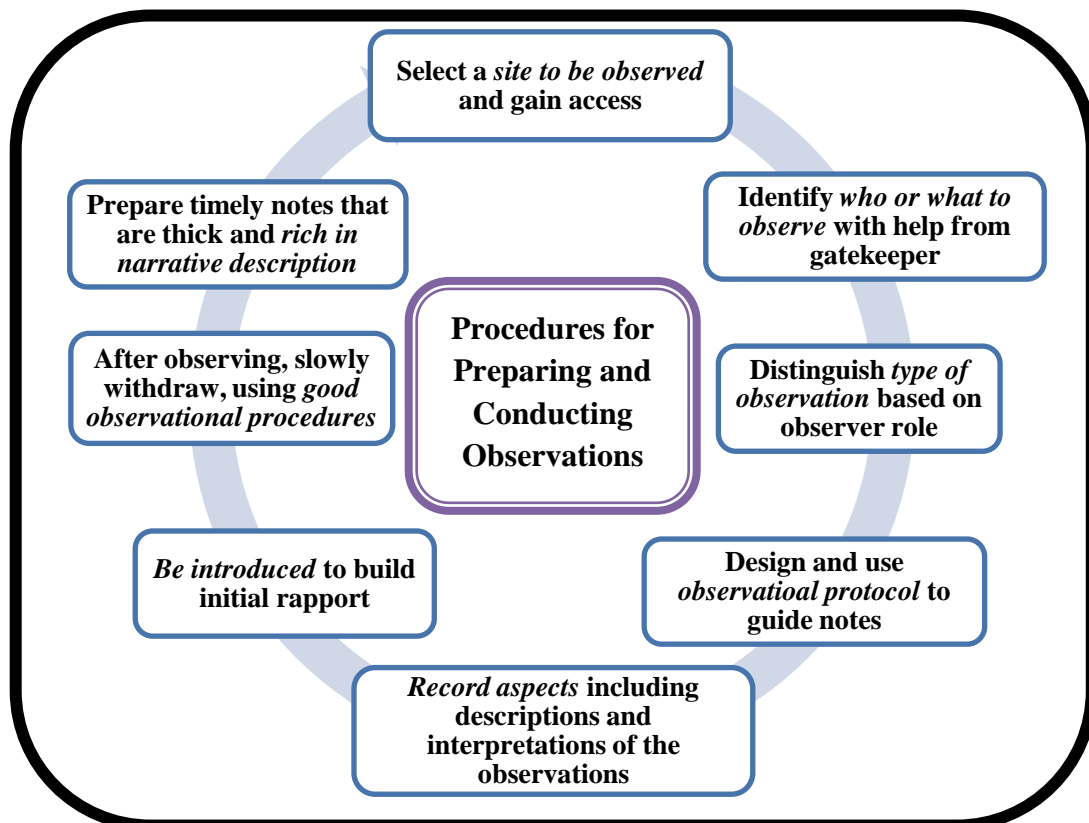 Select a site to be observed
and gain access
Identify who or what to
observe with help from
gatekeeper
Distinguish type of
observation based on
observer role
Design and use
observatioal protocol to
guide notes
Record aspects including
descriptions and
interpretations of the
observations
Be introduced to build
initial rapport
After observing, slowly
withdraw, using good
observational procedures
Prepare timely notes that
are thick and rich in
narrative description
Procedures for
Preparing and
Conducting
Observations